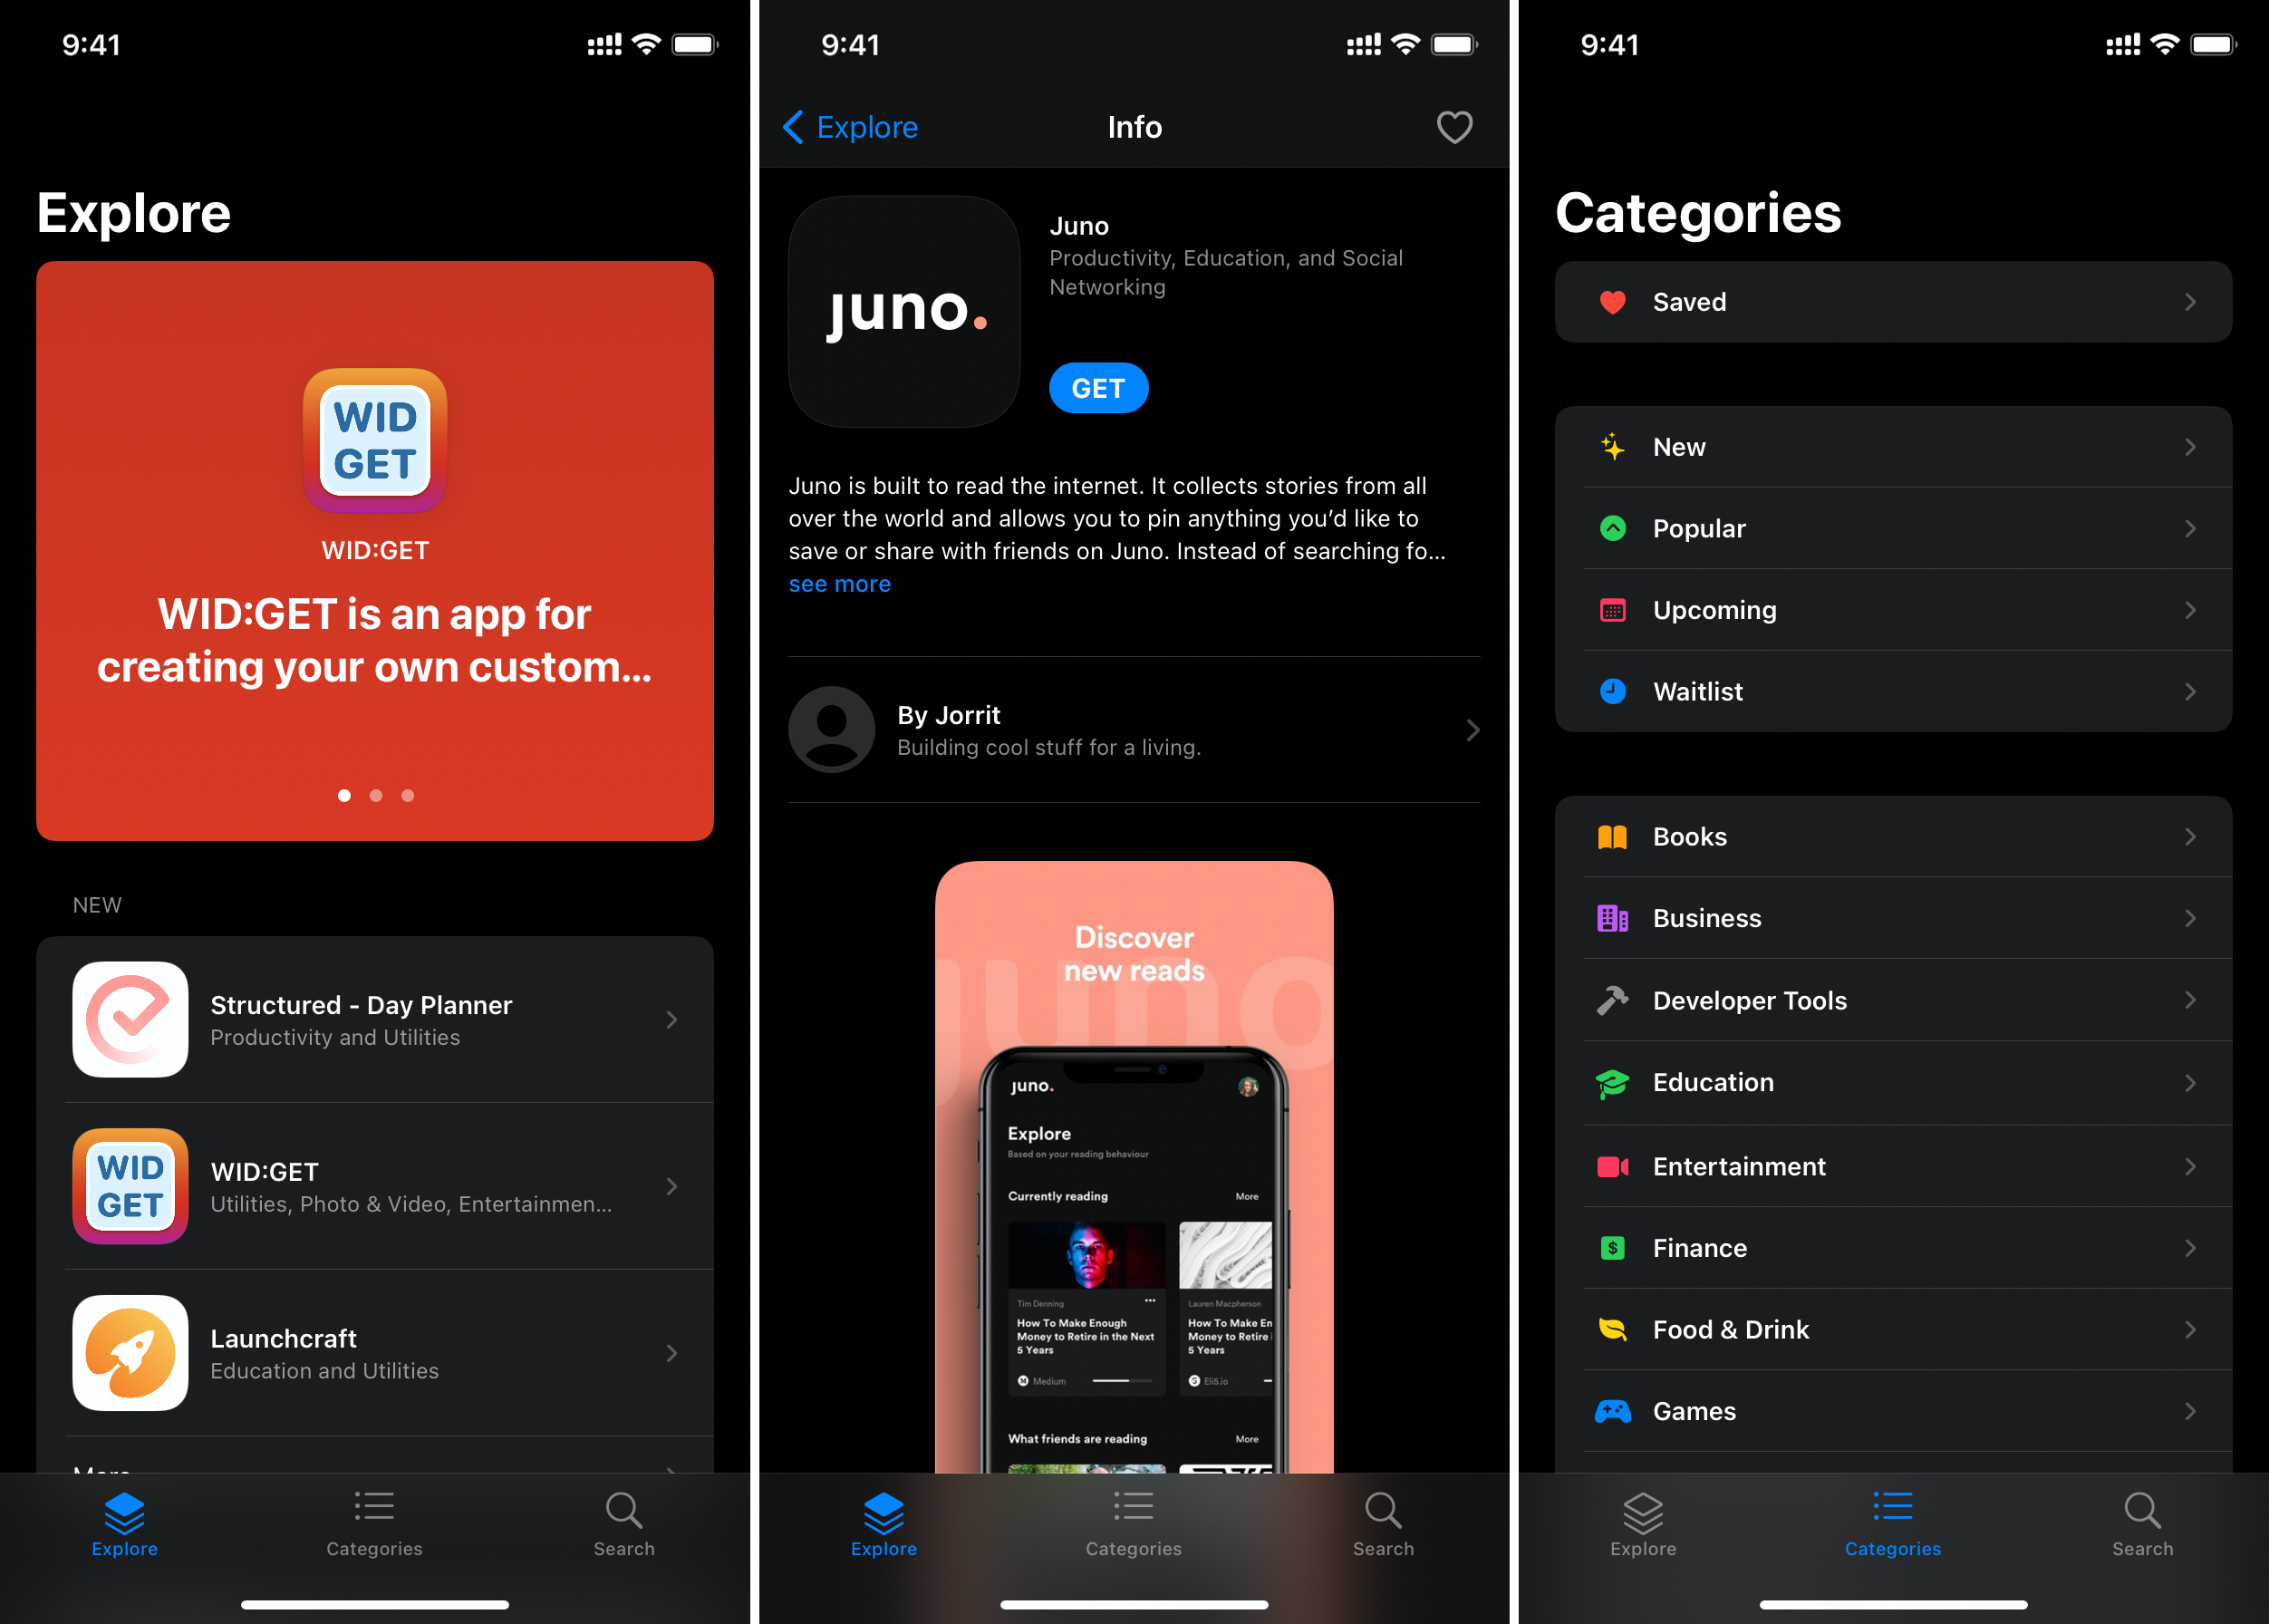 9:41
Explore
WID
GET
WID:GET
WID:GET is an app for
creating your own custom...
NEW
Structured - Day Planner
Productivity and Utilities
WID
GET
WID:GET
Utilities, Photo & Video, Entertainmen...
Launchcraft
Education and Utilities
More
Explore
Categories
Search
9:41
Explore
Info
juno.
Juno
Productivity, Education, and Social
Networking
GET
Juno is built to read the internet. It collects stories from all
over the world and allows you to pin anything you’d like to
save or share with friends on Juno. Instead of searching fo...
see more
By Jorrit
Building cool stuff for a living.
juno
Discover
new reads
juno.
Explore
Based on your reading behaviour
Currently reading
More
Tim Denning
How To Make Enough
Money to Retire in the Next
5 Years
Medium
Lauren Macpherson
How To Make En
Money to Retire i
5 Years
Eli5.io
What friends are reading
More
Explore
Categories
Search
9:41
Categories
Saved
New
Popular
Upcoming
Waitlist
Books
Business
Developer Tools
Education
Entertainment
Finance
Food & Drink
Games
Explore
Categories
Search